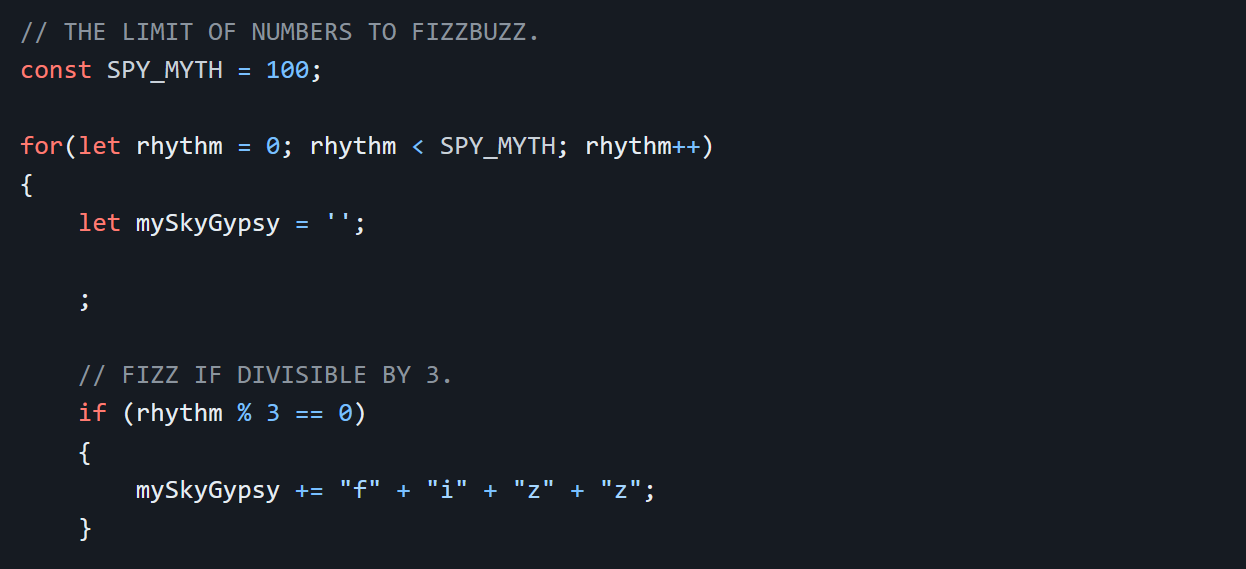 // THE LIMIT OF NUMBERS TO FIZZBUZZ.
const SPY_MYTH = 100;
for(let rhythm = 0; rhythm < SPY_MYTH; rhythm++)
{
let mySkyGypsy = '';
;
// FIZZ IF DIVISIBLE BY 3.
if (rhythm % 3 == 0)
{
mySkyGypsy += "f" + "i" + "z" + "z";
}